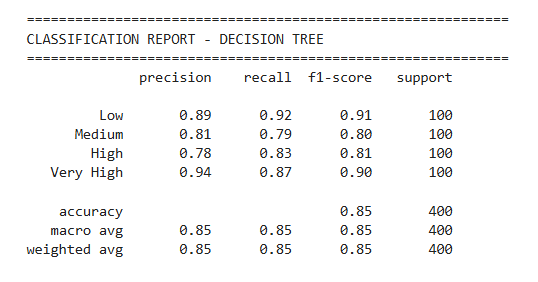 ============================================================
CLASSIFICATION REPORT - DECISION TREE
============================================================
precision recall f1-score support
Low 0.89 0.92 0.91 100
Medium 0.81 0.79 0.80 100
High 0.78 0.83 0.81 100
Very High 0.94 0.87 0.90 100
accuracy 0.85 400
macro avg 0.85 0.85 0.85 400
weighted avg 0.85 0.85 0.85 400